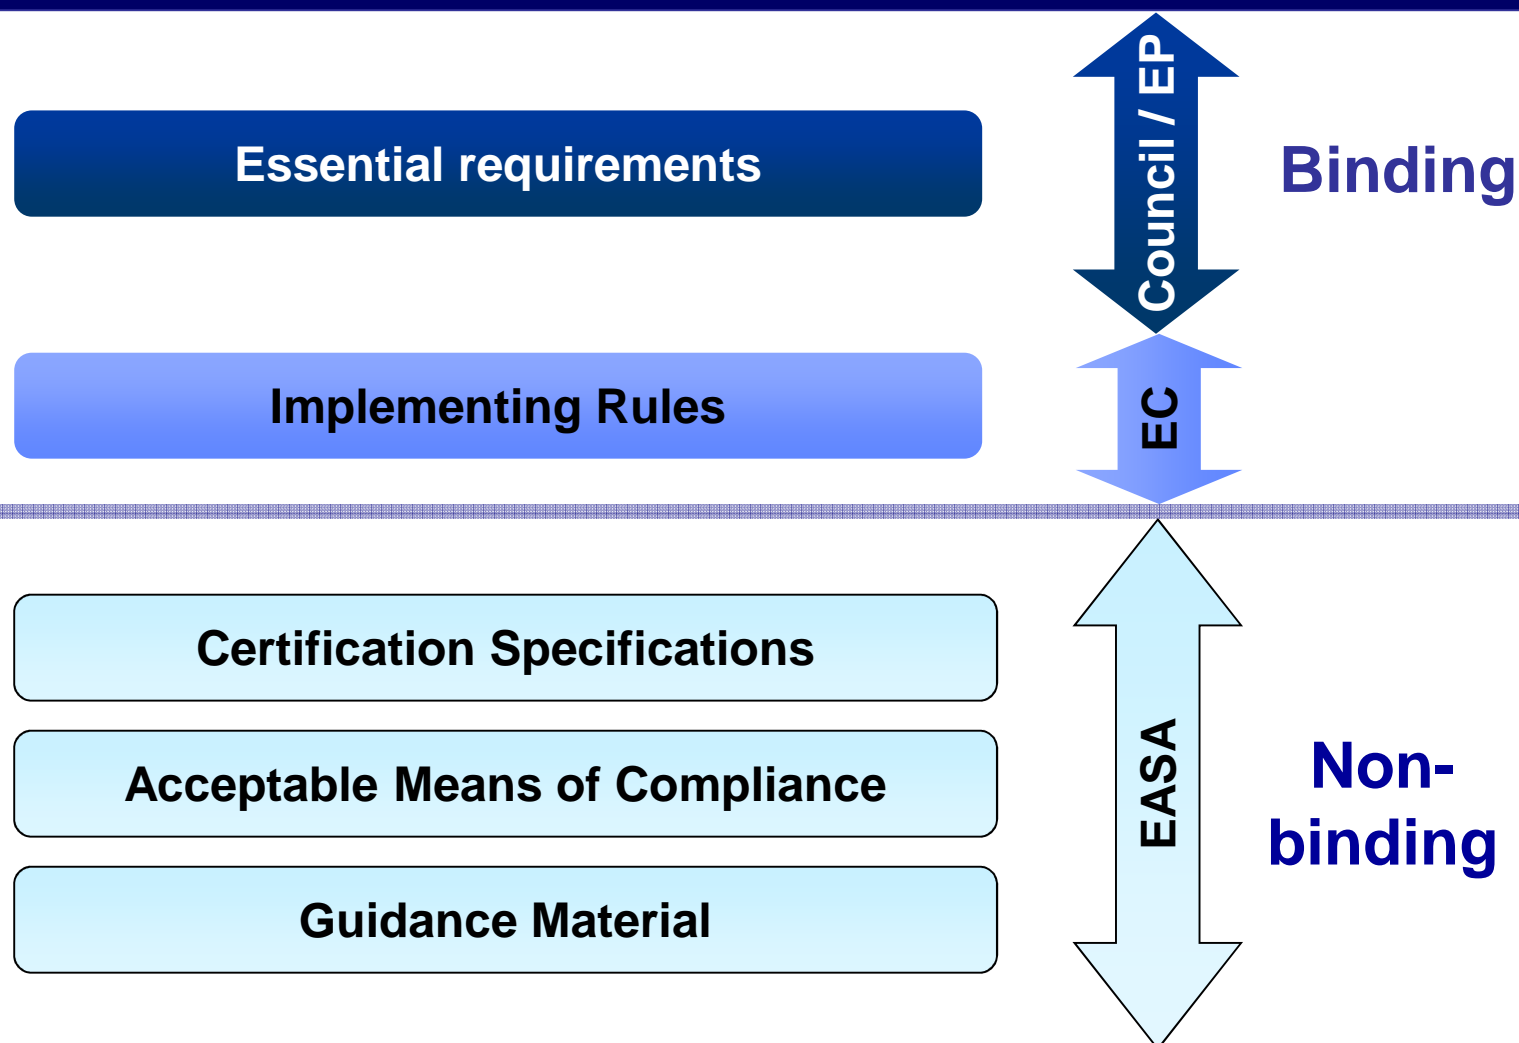 Essential requirements
Council / EP
Binding
Implementing Rules
EC
Certification Specifications
Acceptable Means of Compliance
Guidance Material
EASA
Non-
binding